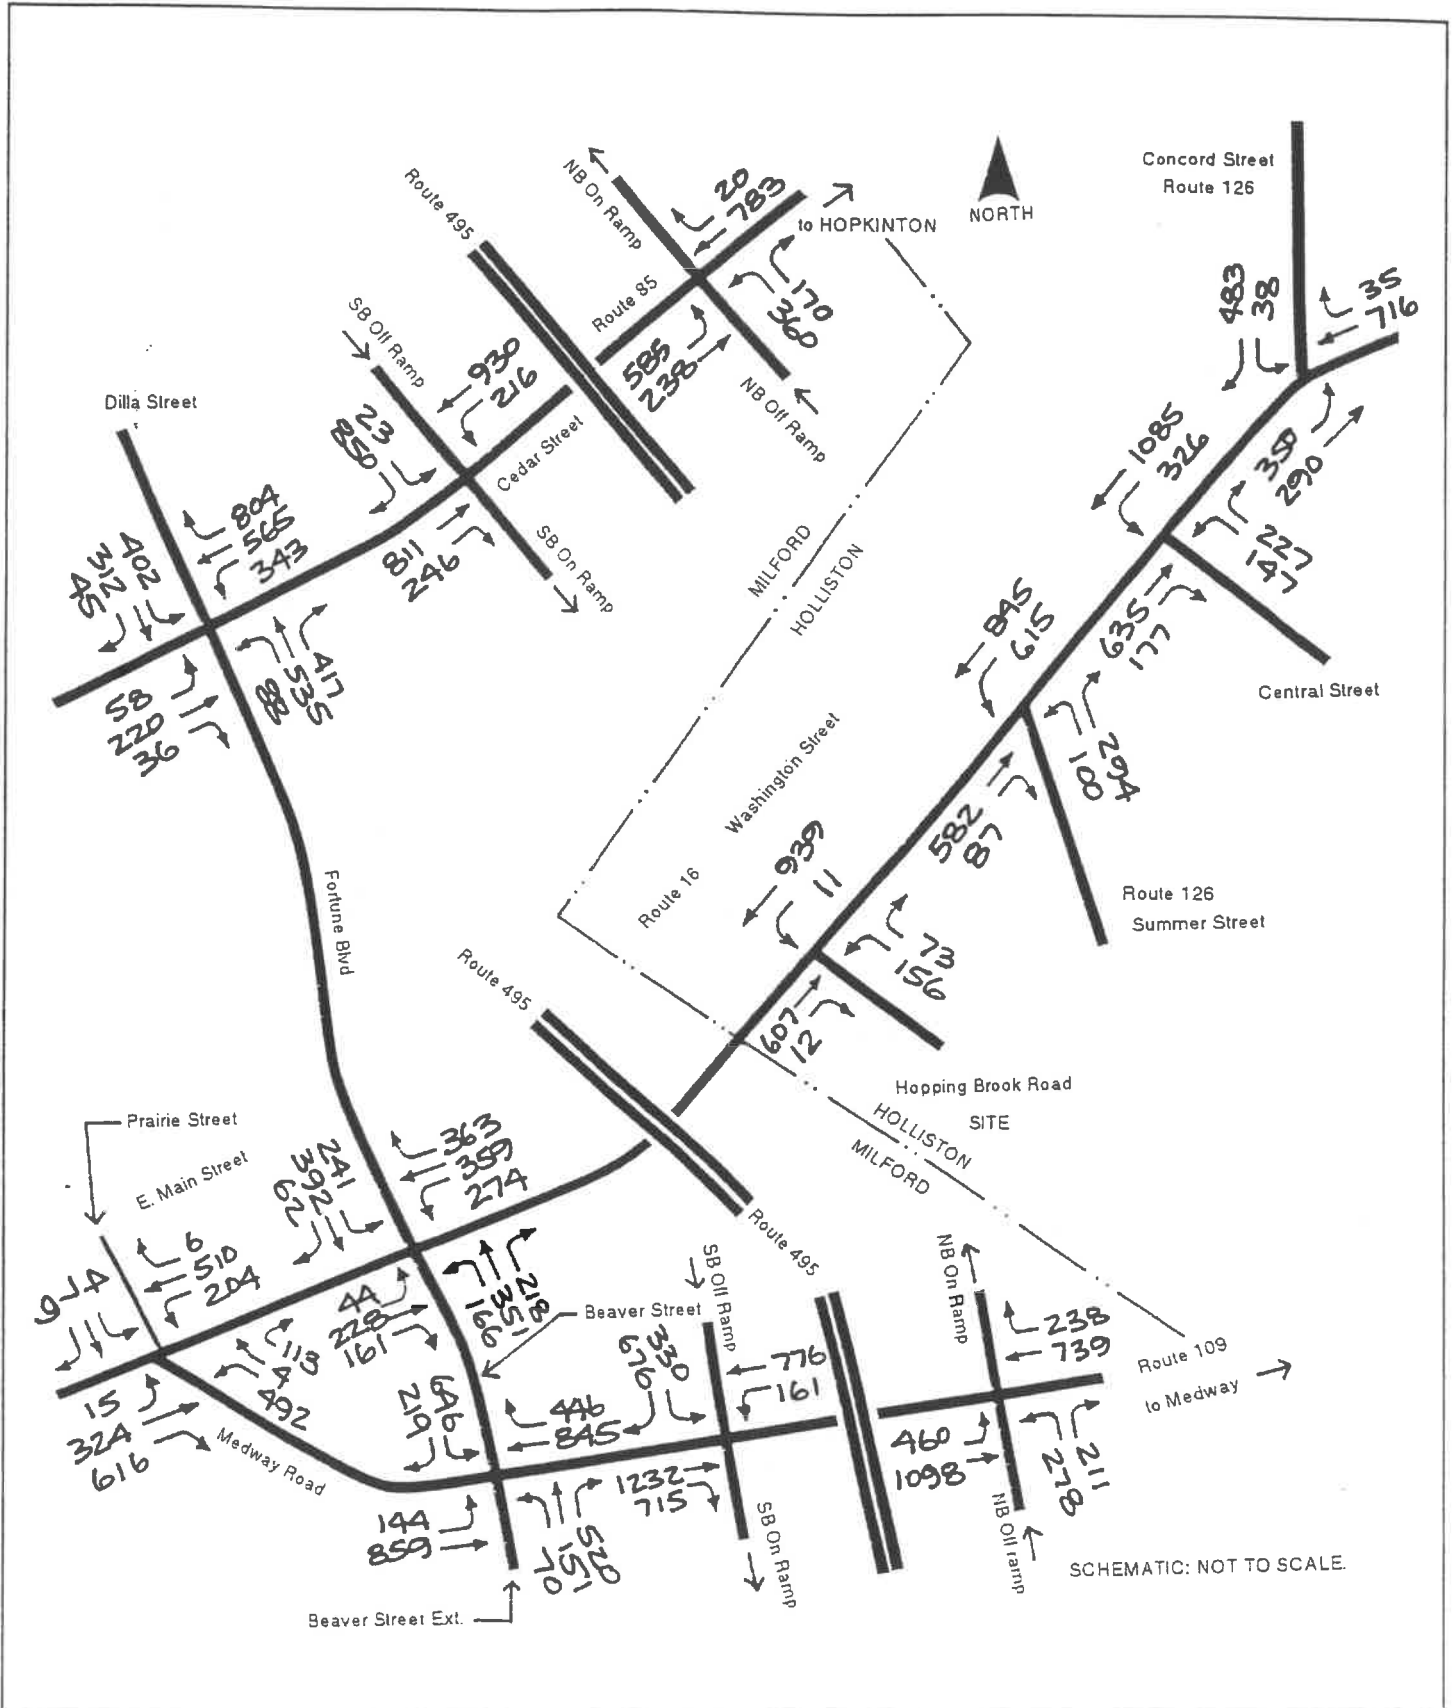 Concord Street
Route 126
NORTH
to HOPKINTON
NB On Ramp
20
783
170
360
585
238
NB Off Ramp
Route 85
Route 495
SB Off Ramp
930
216
23
850
Cedar Street
811
246
SB On Ramp
Dilla Street
804
565
343
402
312
54
58
220
36
88
535
417
Fortune Blvd
483
38
35
716
350
290
1085
326
227
147
635
177
Central Street
845
615
294
100
582
87
Route 126
Summer Street
MILFORD
HOLLISTON
Washington Street
Route 16
939
11
73
156
607
12
Hopping Brook Road
SITE
HOLLISTON
MILFORD
Route 495
Prairie Street
E. Main Street
6
510
204
15
324
616
113
4
492
Medway Road
241
392
62
363
359
274
44
228
161
166
351
218
Beaver Street
646
219
446
845
144
859
70
151
520
Beaver Street Ext.
SB Off Ramp
330
676
776
161
1232
715
SB On Ramp
Route 495
NB On Ramp
238
739
460
1098
278
211
NB Off ramp
Route 109
to Medway
SCHEMATIC: NOT TO SCALE.